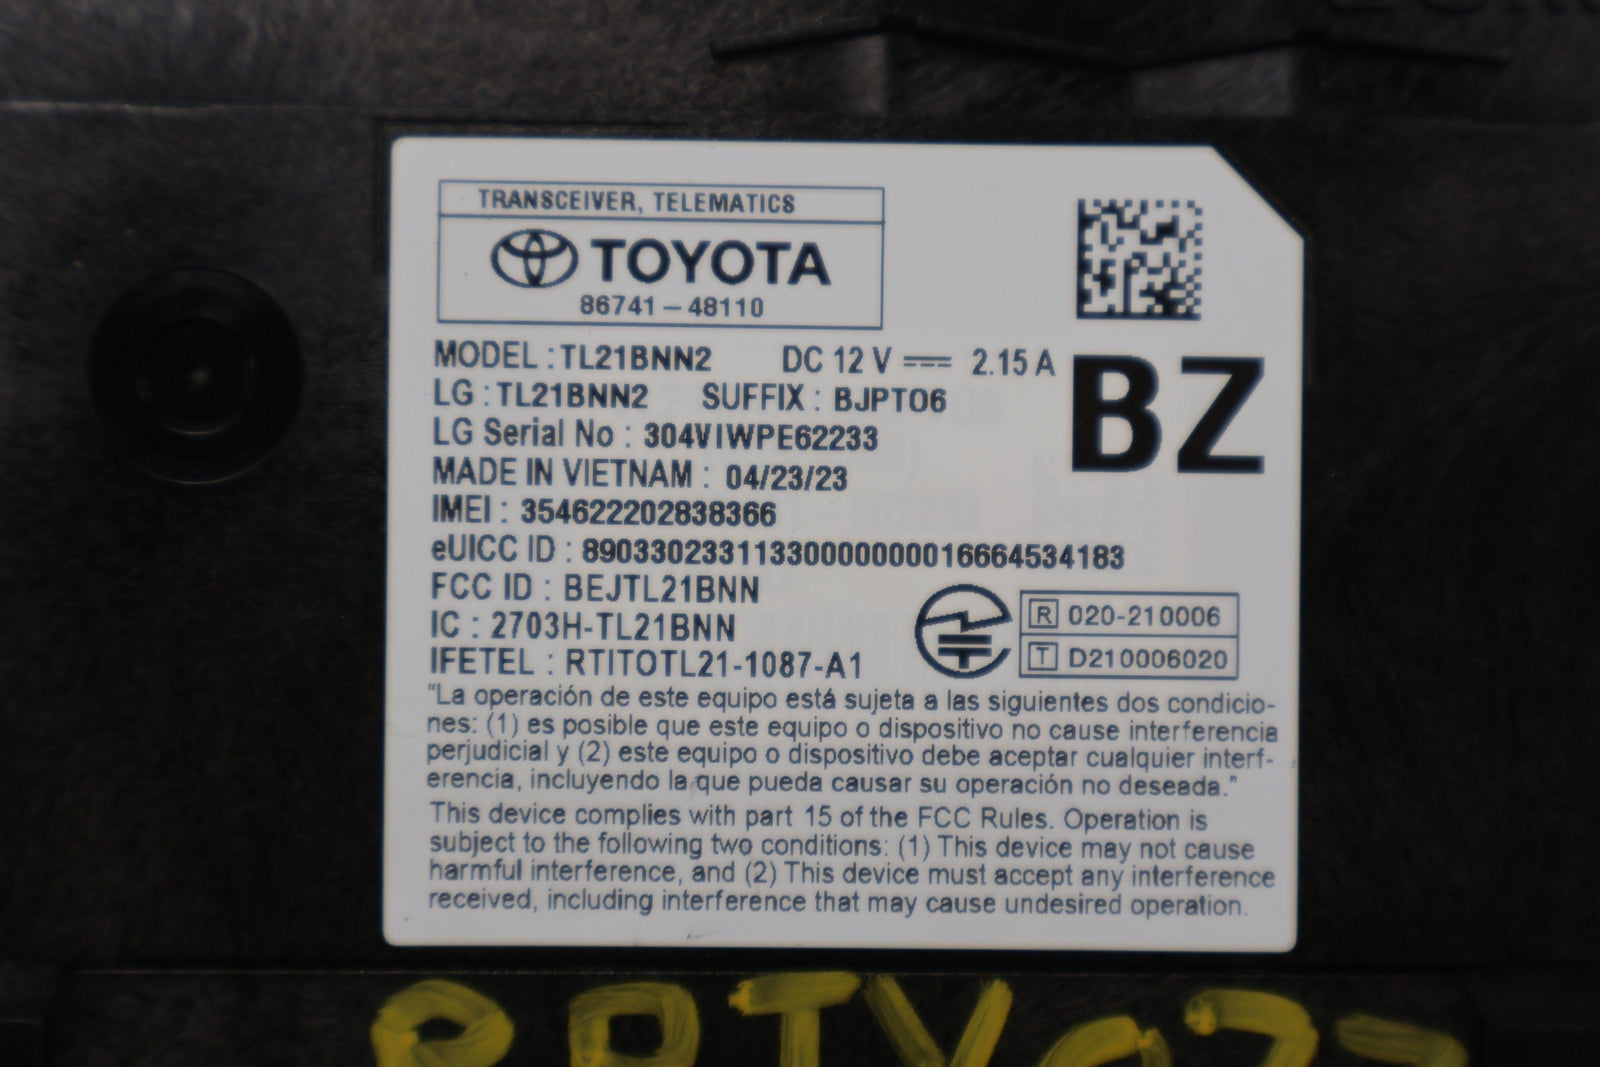 TRANSCEIVER, TELEMATICS
TOYOTA
86741-48110
MODEL : TL21BNN2 DC 12 V ⎓ 2.15 A
LG : TL21BNN2 SUFFIX : BJPT06
BZ
LG Serial No : 304VIWPE62233
MADE IN VIETNAM : 04/23/23
IMEI : 354622202838366
eUICC ID : 89033023311330000000016664534183
FCC ID : BEJTL21BNN
IC : 2703H-TL21BNN
R 020-210006
IFETEL : RTITOTL21-1087-A1
T D210006020
"La operación de este equipo está sujeta a las siguientes dos condicio-
nes: (1) es posible que este equipo o dispositivo no cause interferencia
perjudicial y (2) este equipo o dispositivo debe aceptar cualquier interf-
erencia, incluyendo la que pueda causar su operación no deseada."
This device complies with part 15 of the FCC Rules. Operation is
subject to the following two conditions: (1) This device may not cause
harmful interference, and (2) This device must accept any interference
received, including interference that may cause undesired operation.